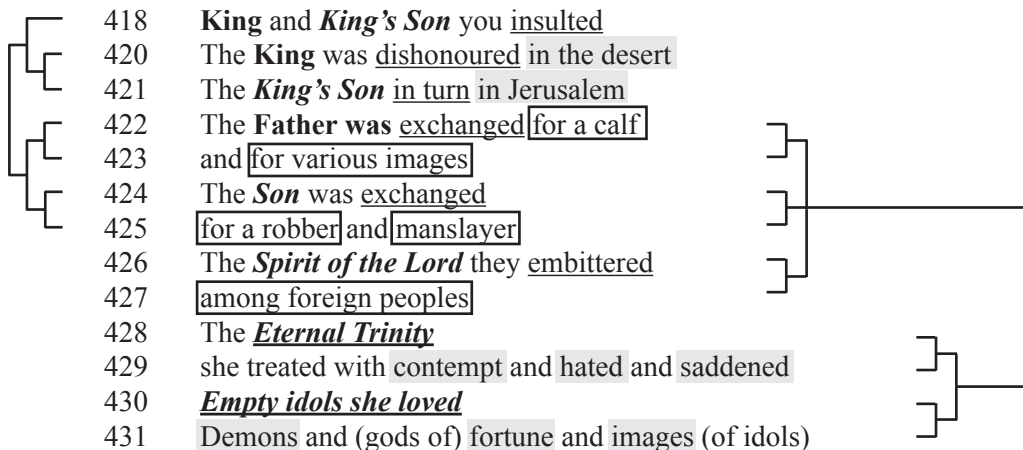 418 King and King’s Son you insulted
420 The King was dishonoured in the desert
421 The King’s Son in turn in Jerusalem
422 The Father was exchanged for a calf
423 and for various images
424 The Son was exchanged
425 for a robber and manslayer
426 The Spirit of the Lord they embittered
427 among foreign peoples
428 The Eternal Trinity
429 she treated with contempt and hated and saddened
430 Empty idols she loved
431 Demons and (gods of) fortune and images (of idols)